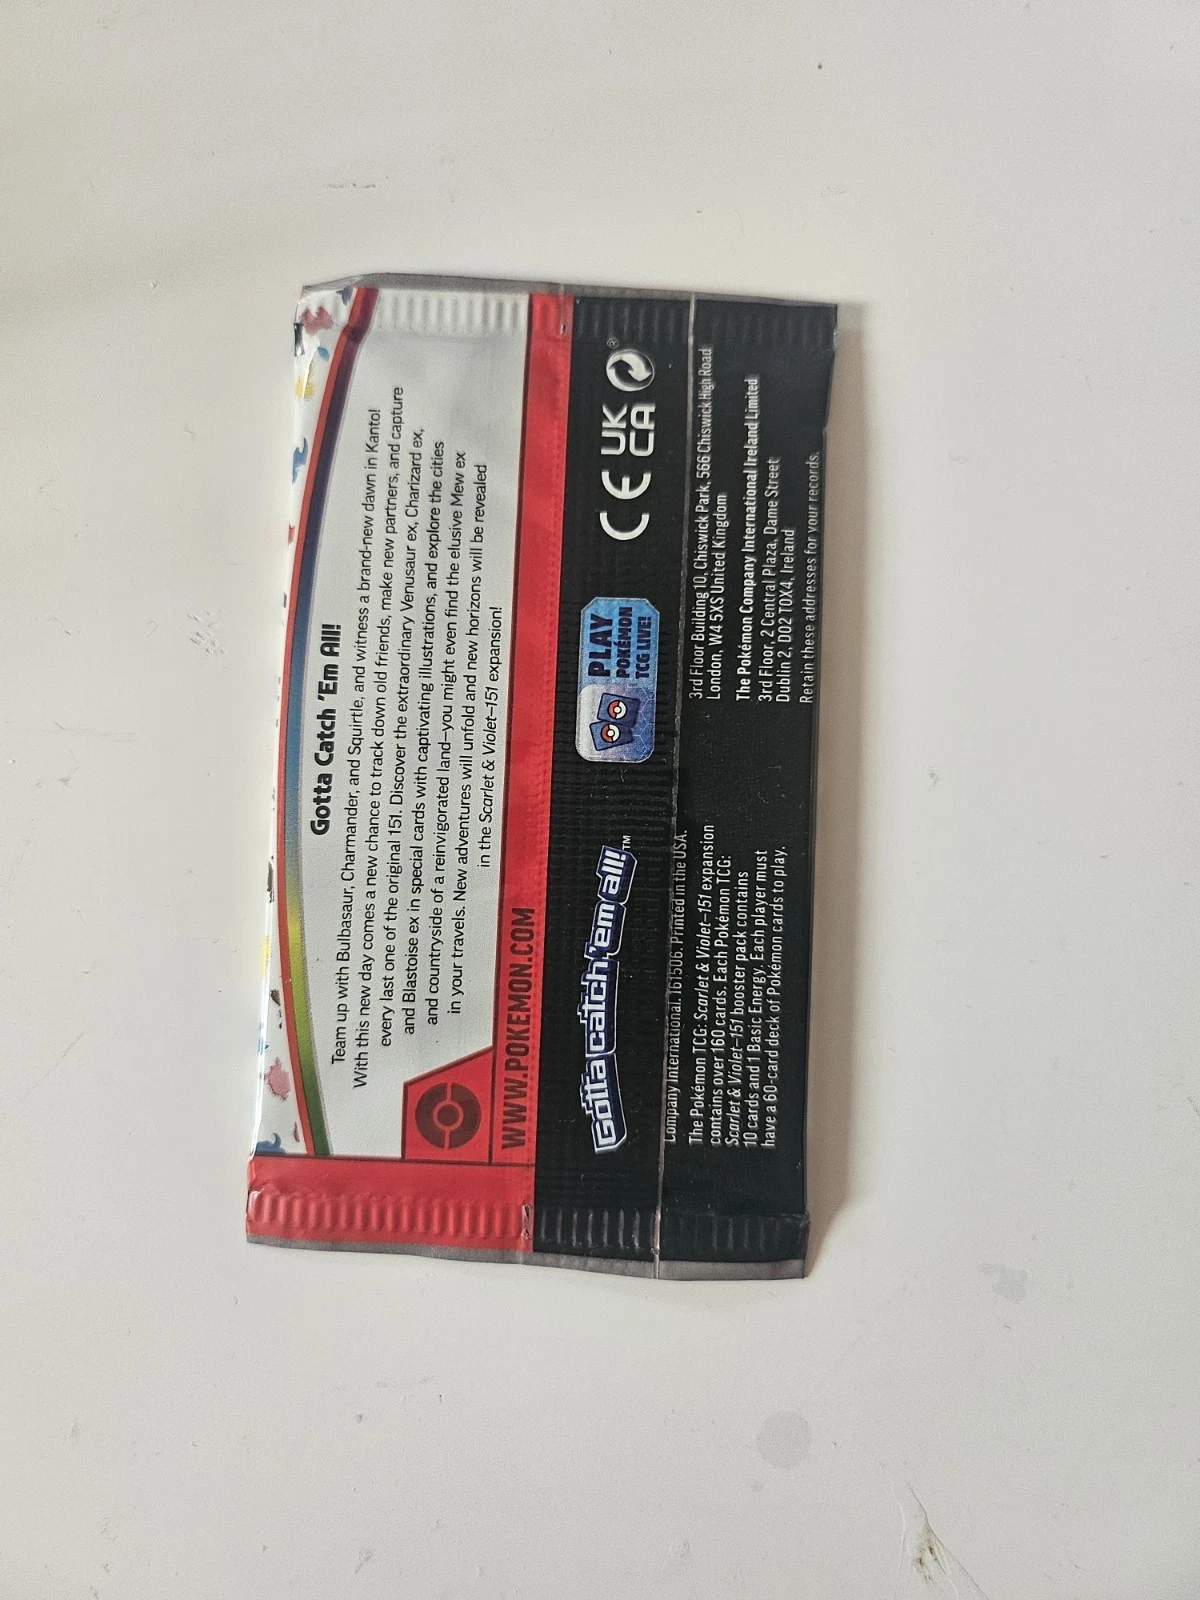 Gotta Catch 'Em All!
Team up with Bulbasaur, Charmander, and Squirtle, and witness a brand-new dawn in Kanto!
With this new day comes a new chance to track down old friends, make new partners, and capture
every last one of the original 151. Discover the extraordinary Venusaur ex, Charizard ex,
and Blastoise ex in special cards with captivating illustrations, and explore the cities
and countryside of a reinvigorated land—you might even find the elusive Mew ex
in your travels. New adventures will unfold and new horizons will be revealed
in the Scarlet & Violet—151 expansion!
WWW.POKEMON.COM
Gotta catch 'em all!™
PLAY
POKÉMON
TCG LIVE!
CE
UK
CA
®
Company International. 161506. Printed in the USA.
The Pokémon TCG: Scarlet & Violet—151 expansion
contains over 160 cards. Each Pokémon TCG:
Scarlet & Violet—151 booster pack contains
10 cards and 1 Basic Energy. Each player must
have a 60-card deck of Pokémon cards to play.
3rd Floor Building 10, Chiswick Park, 566 Chiswick High Road
London, W4 5XS United Kingdom
The Pokémon Company International Ireland Limited
3rd Floor, 2 Central Plaza, Dame Street
Dublin 2, D02 T0X4, Ireland
Retain these addresses for your records.